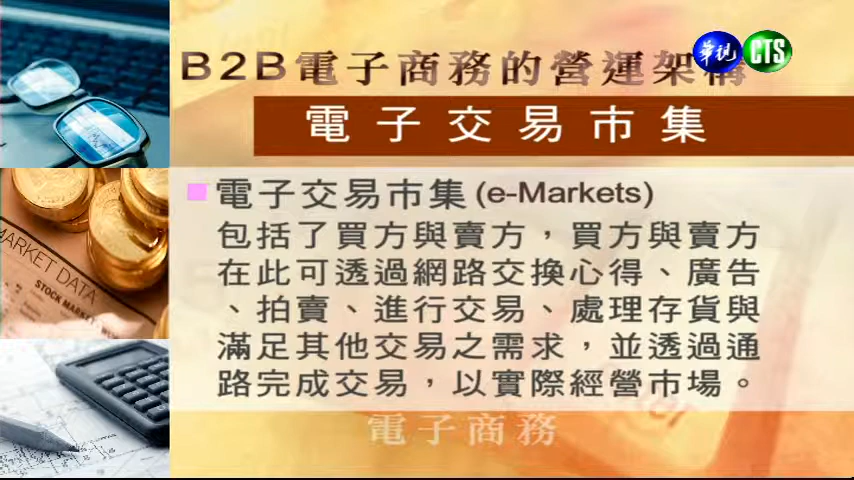 華視 CTS
B2B電子商務的營運架構
電子交易市集
電子交易市集(e-Markets)
包括了買方與賣方，買方與賣方
在此可透過網路交換心得、廣告
、拍賣、進行交易、處理存貨與
滿足其他交易之需求，並透過通
路完成交易，以實際經營市場。
電子商務
MARKET DATA
STOCK MARKET